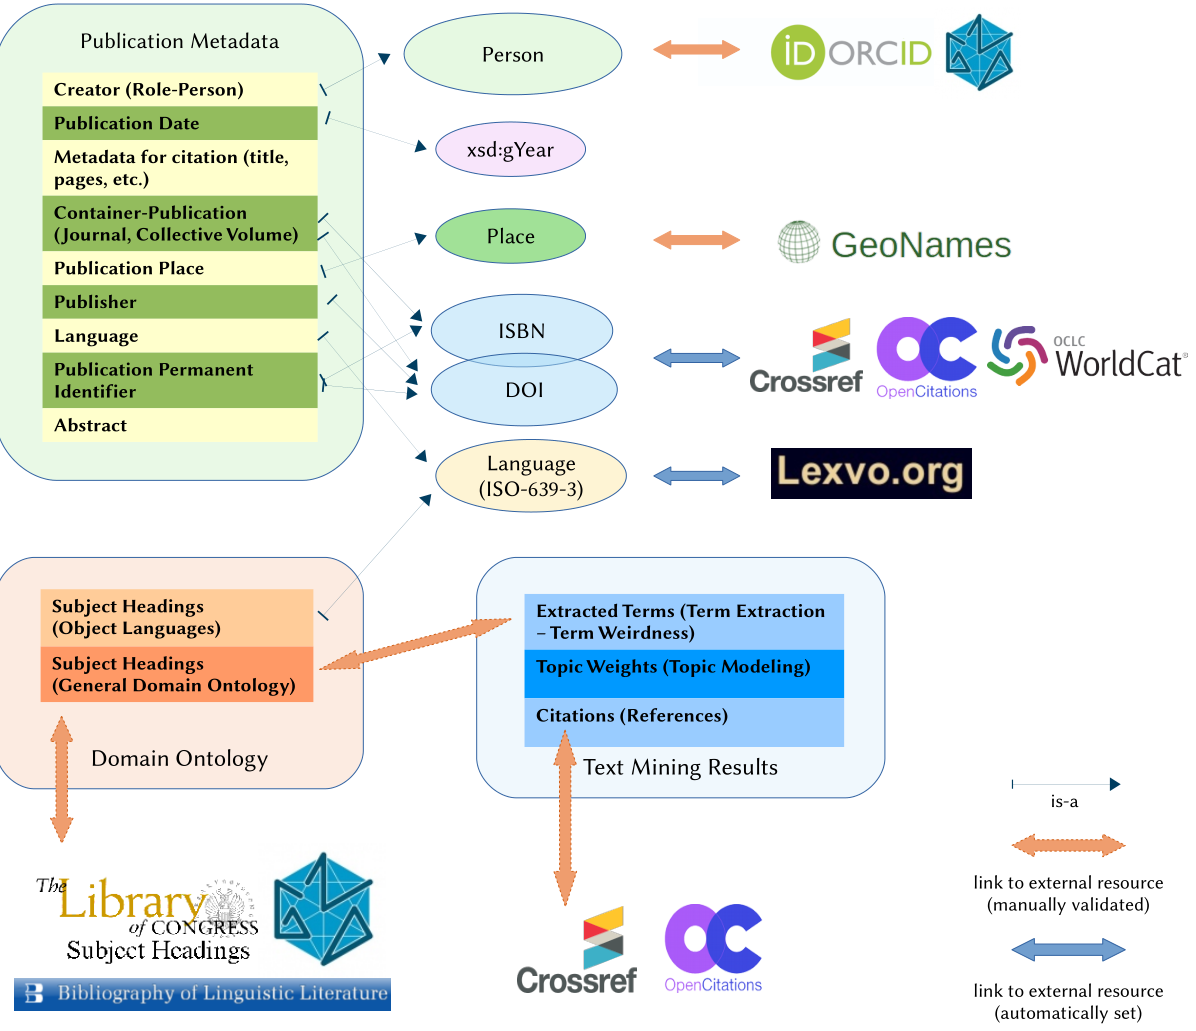 Publication Metadata
Creator (Role-Person)
Publication Date
Metadata for citation (title,
pages, etc.)
Container-Publication
(Journal, Collective Volume)
Publication Place
Publisher
Language
Publication Permanent
Identifier
Abstract
Person
xsd:gYear
Place
ISBN
DOI
Language
(ISO-639-3)
iD ORCID
GeoNames
Crossref
OpenCitations
OCLC
WorldCat®
Lexvo.org
Subject Headings
(Object Languages)
Subject Headings
(General Domain Ontology)
Domain Ontology
Extracted Terms (Term Extraction
– Term Weirdness)
Topic Weights (Topic Modeling)
Citations (References)
Text Mining Results
The Library
of CONGRESS
Subject Headings
B Bibliography of Linguistic Literature
Crossref
OpenCitations
is-a
link to external resource
(manually validated)
link to external resource
(automatically set)